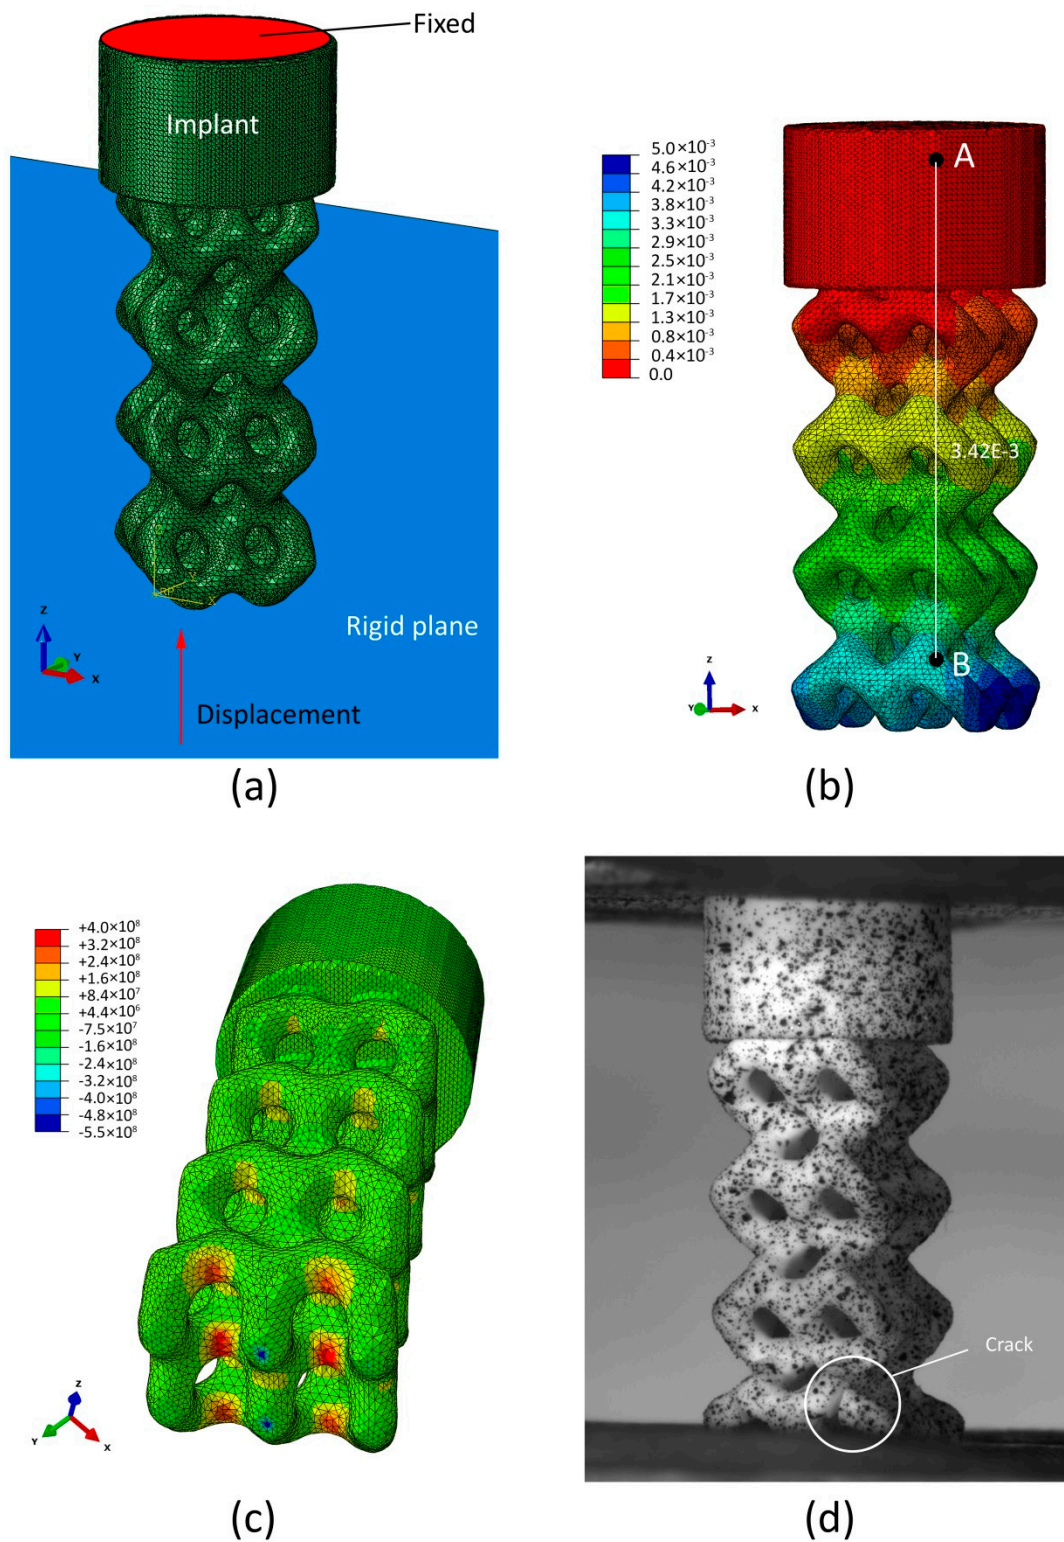 Fixed
Implant
Rigid plane
Displacement
RP
Z
Y
X
(a)
5.0×10⁻³
4.6×10⁻³
4.2×10⁻³
3.8×10⁻³
3.3×10⁻³
2.9×10⁻³
2.5×10⁻³
2.1×10⁻³
1.7×10⁻³
1.3×10⁻³
0.8×10⁻³
0.4×10⁻³
0.0
A
3.42E-3
B
Z
Y
X
(b)
+4.0×10⁸
+3.2×10⁸
+2.4×10⁸
+1.6×10⁸
+8.4×10⁷
+4.4×10⁶
-7.5×10⁷
-1.6×10⁸
-2.4×10⁸
-3.2×10⁸
-4.0×10⁸
-4.8×10⁸
-5.5×10⁸
Z
Y
X
(c)
Crack
(d)